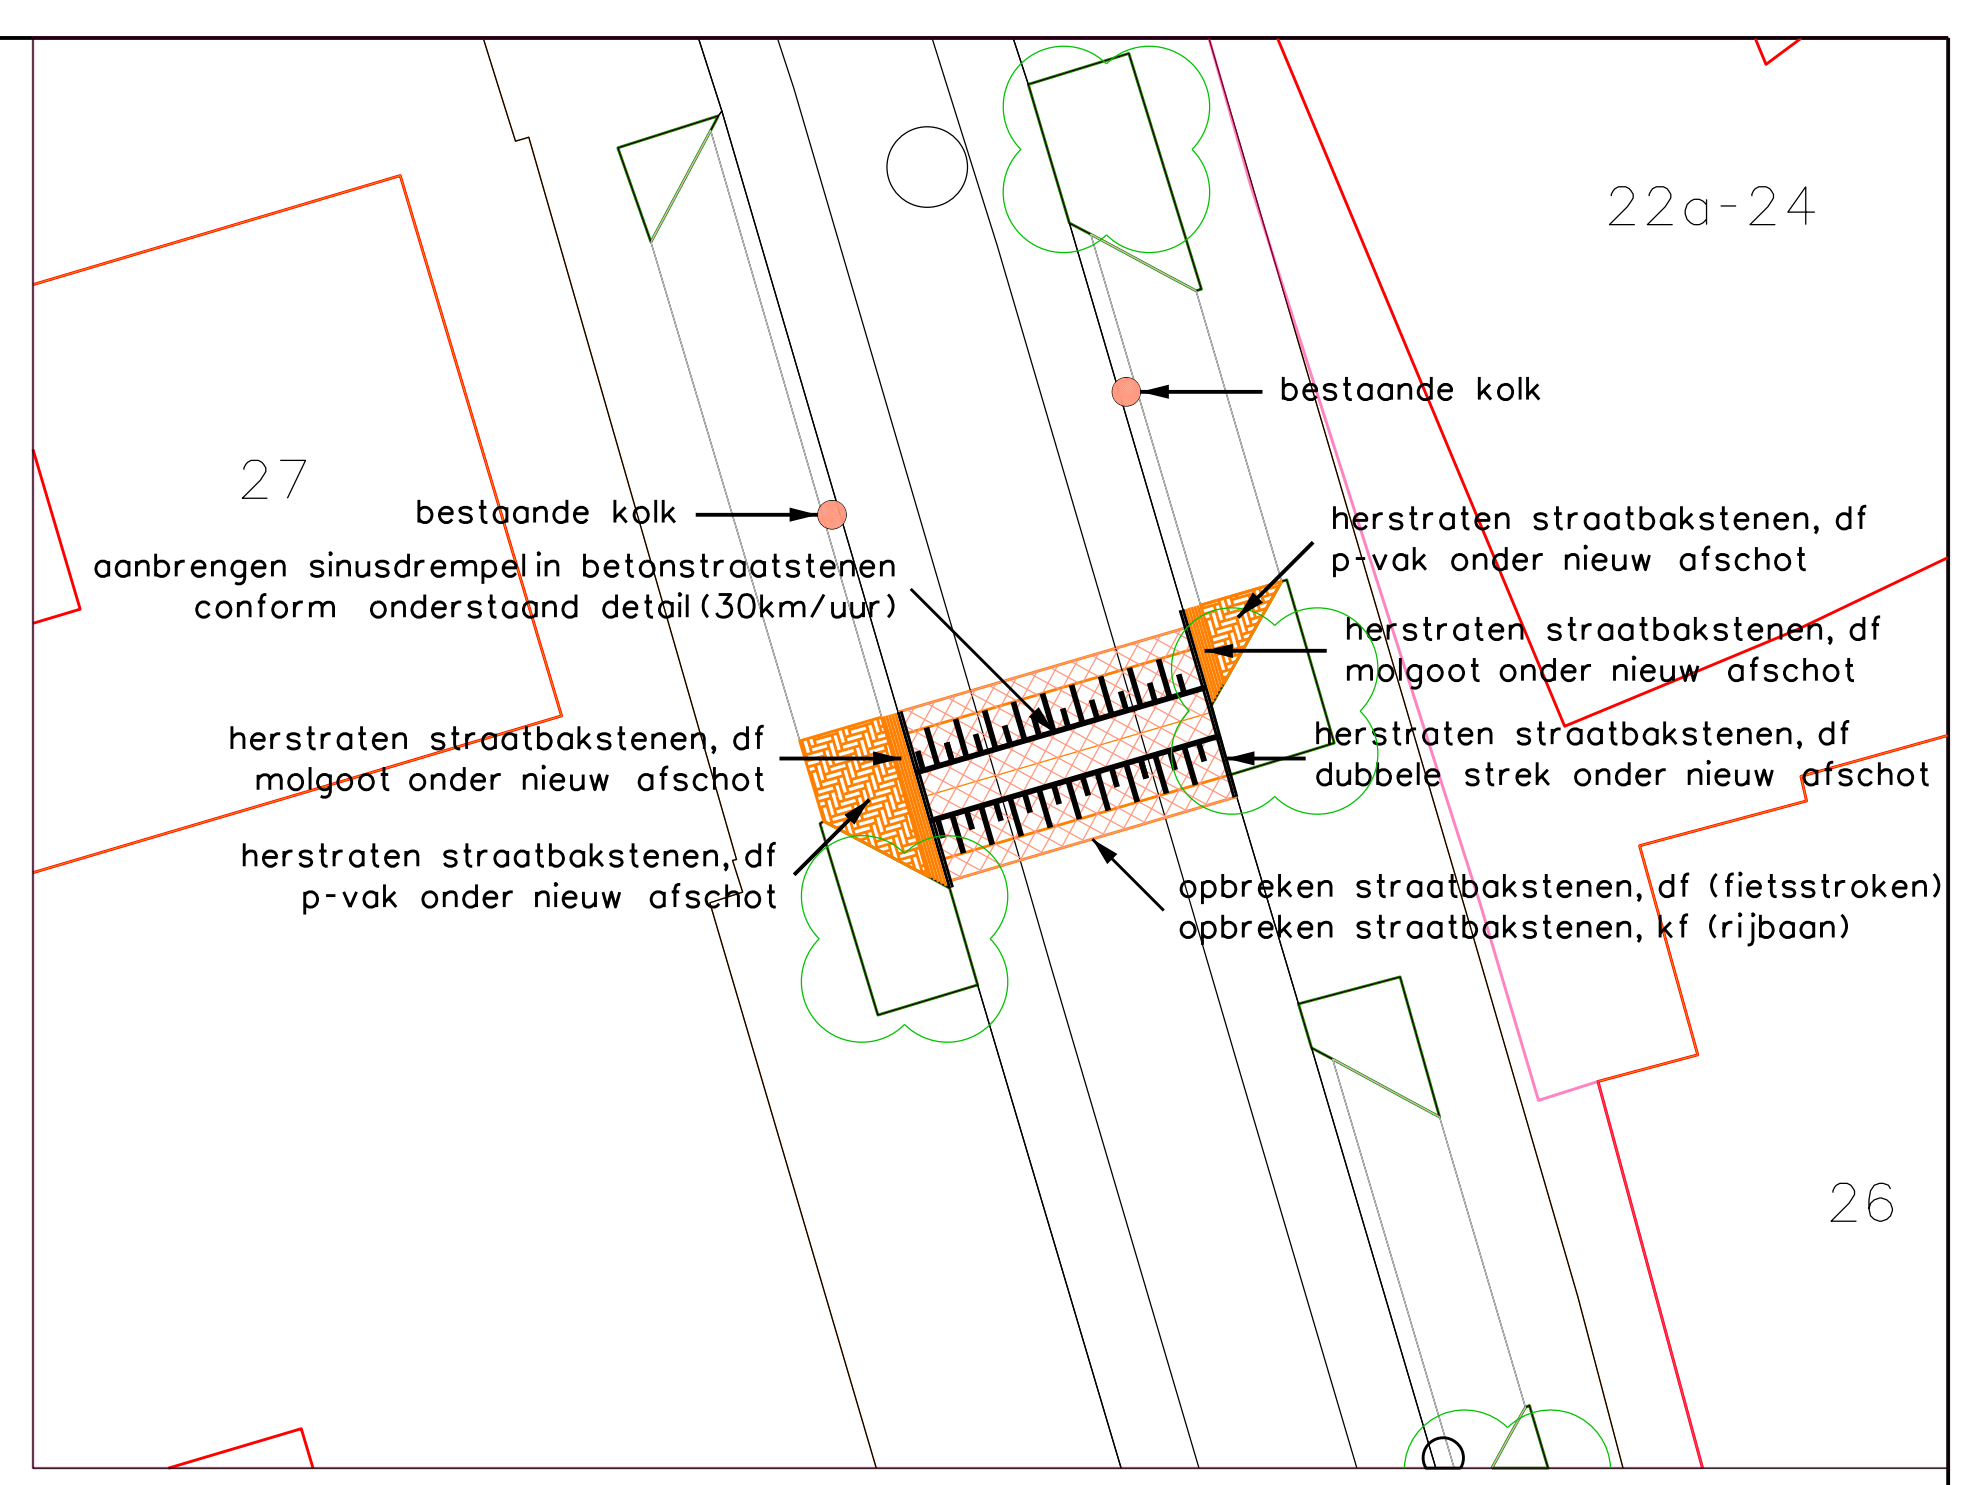 22a-24
bestaande kolk
27
bestaande kolk
aanbrengen sinusdrempel in betonstraatstenen
conform onderstaand detail (30km/uur)
herstraten straatbakstenen, df
p-vak onder nieuw afschot
herstraten straatbakstenen, df
molgoot onder nieuw afschot
herstraten straatbakstenen, df
molgoot onder nieuw afschot
herstraten straatbakstenen, df
dubbele strek onder nieuw afschot
herstraten straatbakstenen, df
p-vak onder nieuw afschot
opbreken straatbakstenen, df (fietsstroken)
opbreken straatbakstenen, kf (rijbaan)
26